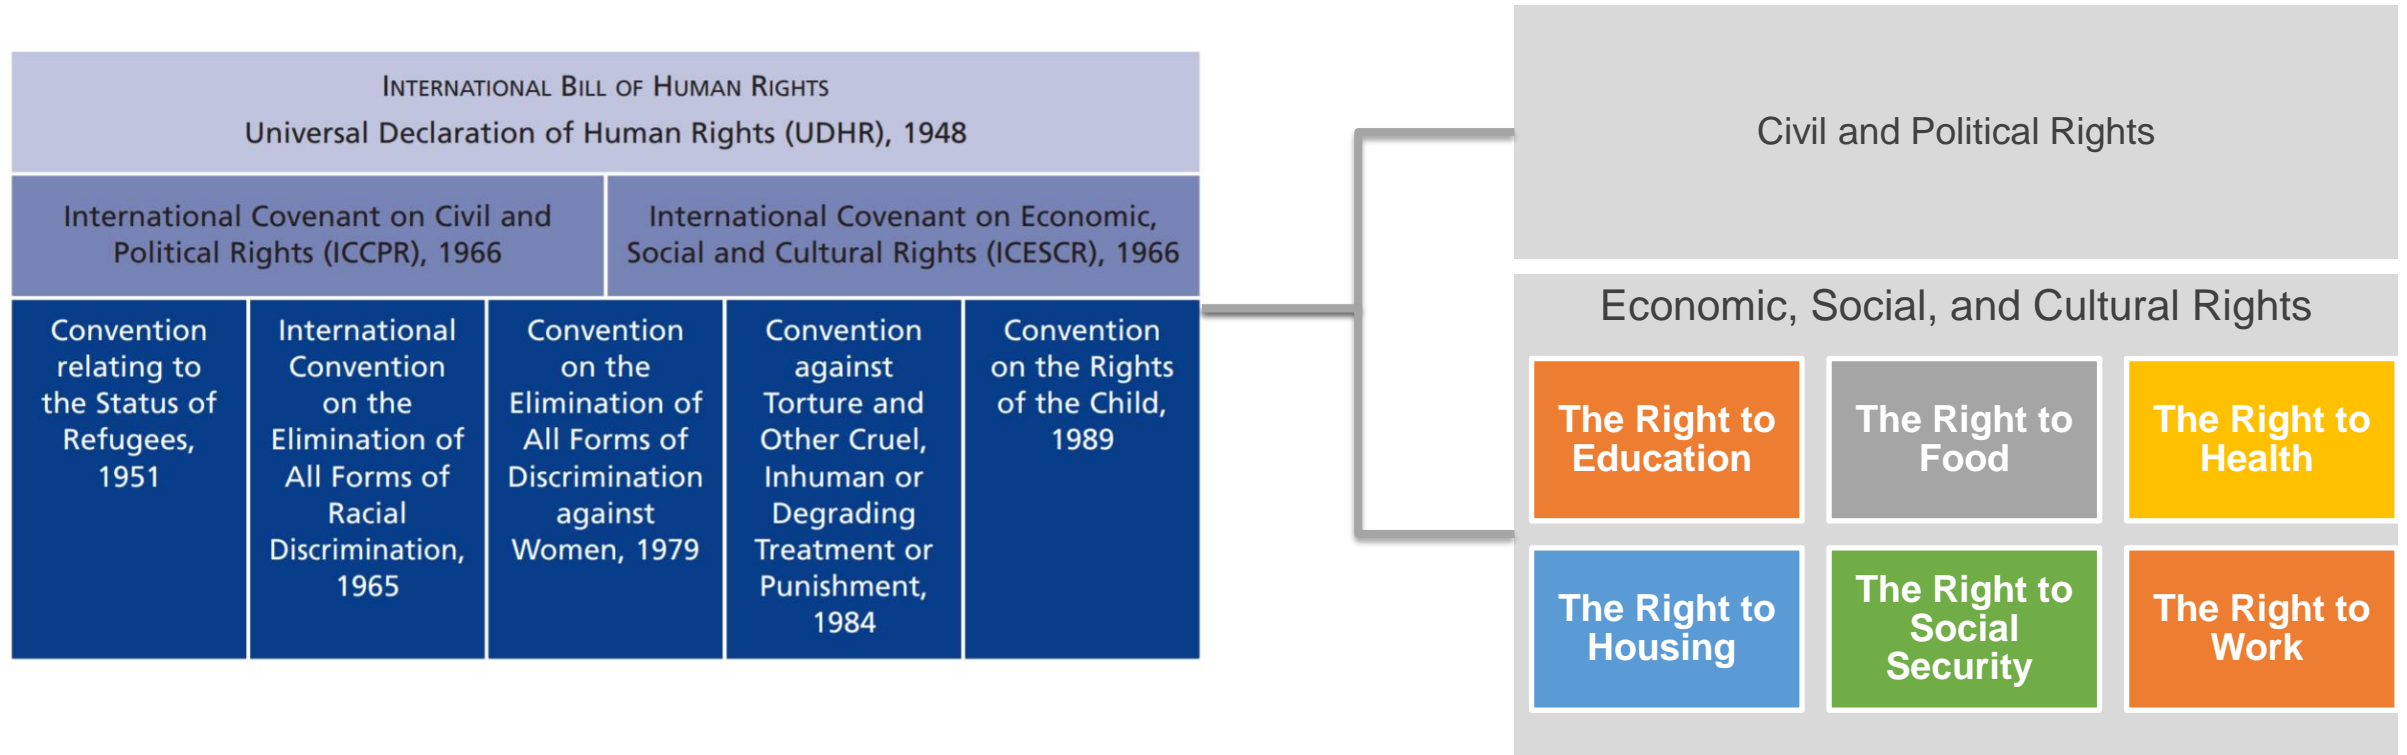 INTERNATIONAL BILL OF HUMAN RIGHTS
Universal Declaration of Human Rights (UDHR), 1948
International Covenant on Civil and
Political Rights (ICCPR), 1966
International Covenant on Economic,
Social and Cultural Rights (ICESCR), 1966
Convention
relating to
the Status of
Refugees,
1951
International
Convention
on the
Elimination of
All Forms of
Racial
Discrimination,
1965
Convention
on the
Elimination of
All Forms of
Discrimination
against
Women, 1979
Convention
against
Torture and
Other Cruel,
Inhuman or
Degrading
Treatment or
Punishment,
1984
Convention
on the Rights
of the Child,
1989
Civil and Political Rights
Economic, Social, and Cultural Rights
The Right to
Education
The Right to
Food
The Right to
Health
The Right to
Housing
The Right to
Social
Security
The Right to
Work